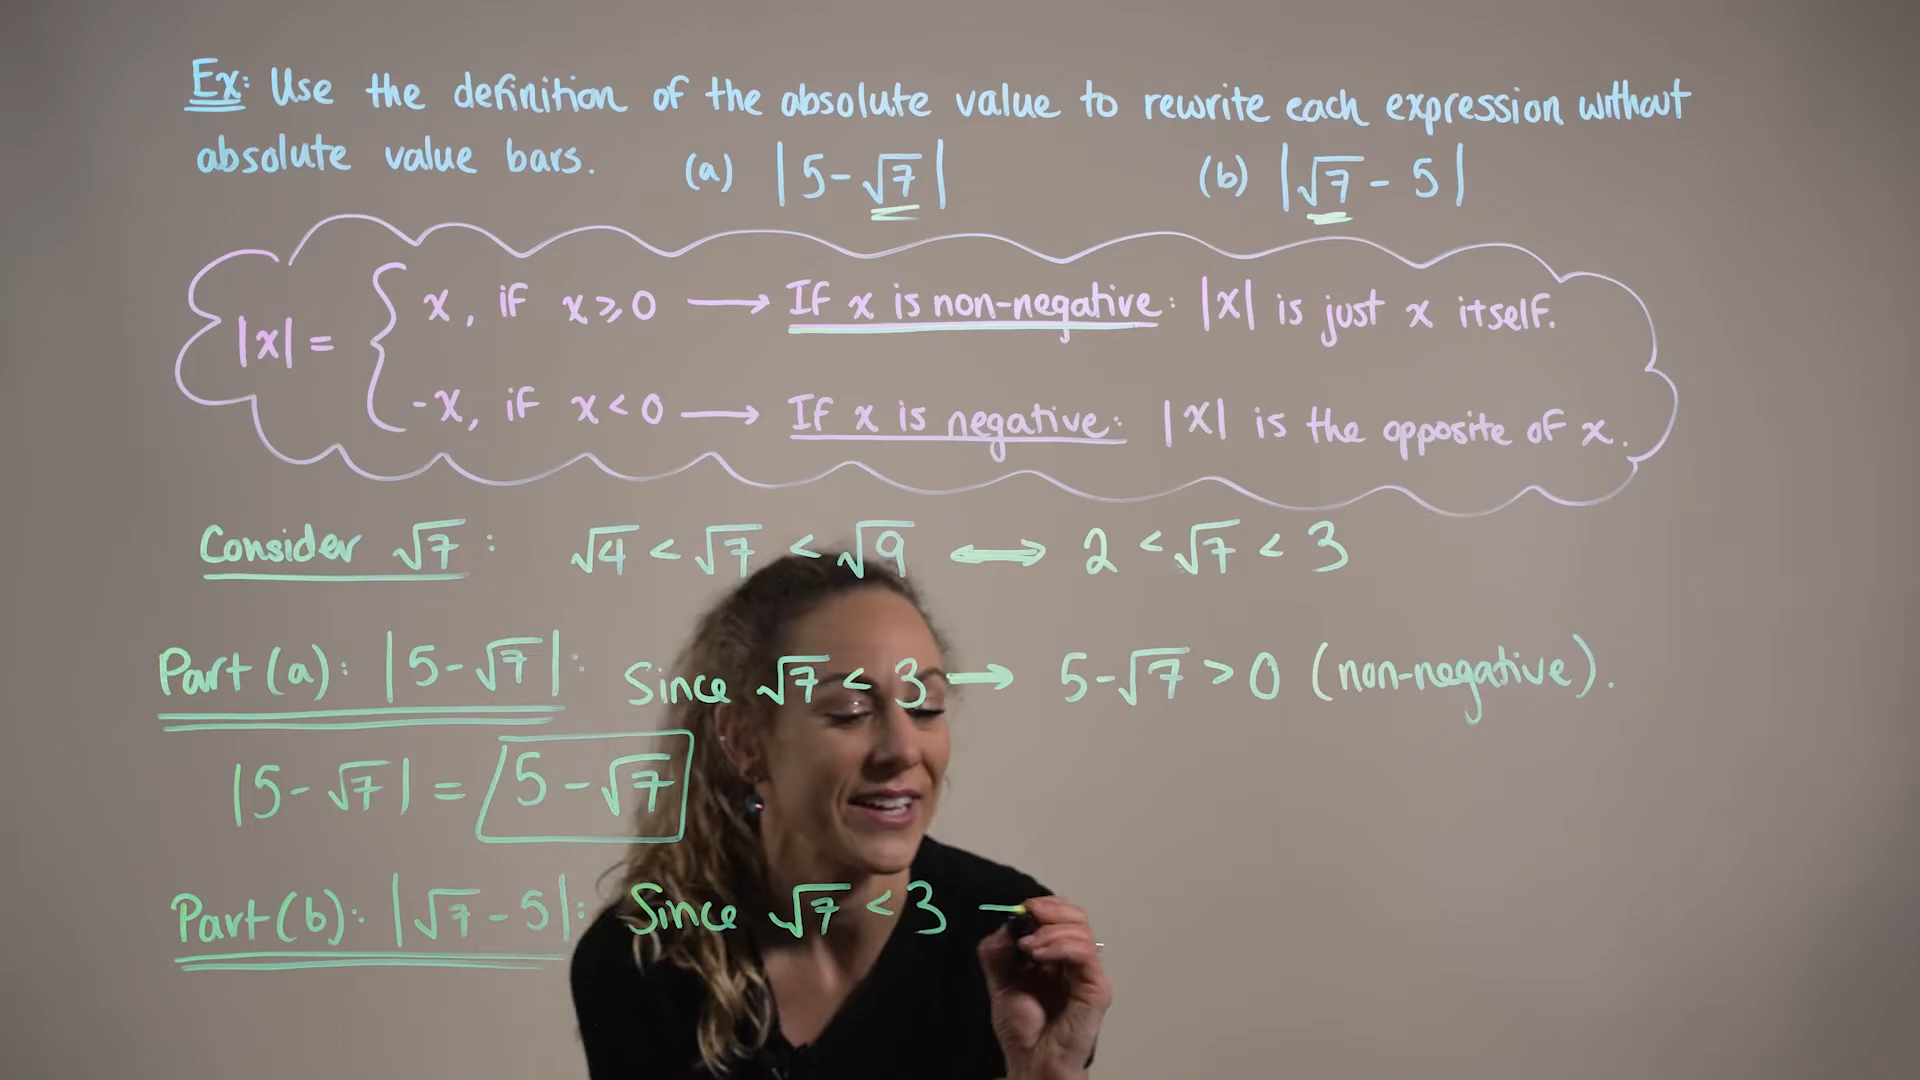 Ex: Use the definition of the absolute value to rewrite each expression without
absolute value bars. (a) |5-√7| (b) |√7 - 5|
|x| = { x, if x ≥ 0 → If x is non-negative: |x| is just x itself.
-x, if x < 0 → If x is negative: |x| is the opposite of x.
Consider √7: √4 < √7 < √9 ⟷ 2 < √7 < 3
Part (a): |5-√7|: Since √7 < 3 → 5-√7 > 0 (non-negative).
|5-√7| = 5-√7
Part (b): |√7-5|: Since √7 < 3 –